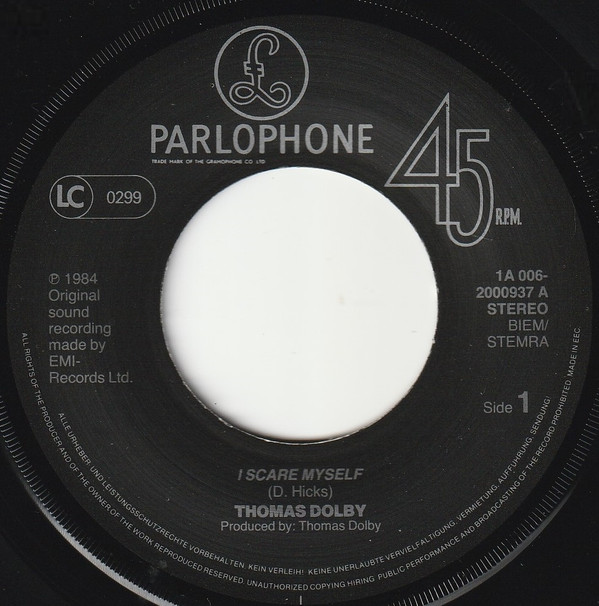 PARLOPHONE
TRADE MARK OF THE GRAMOPHONE CO LTD
45 R.P.M.
LC 0299
℗ 1984
Original
sound
recording
made by
EMI-
Records Ltd.
1A 006-
2000937 A
STEREO
BIEM/
STEMRA
Side 1
I SCARE MYSELF
(D. Hicks)
THOMAS DOLBY
Produced by: Thomas Dolby
ALLE URHEBER UND LEISTUNGSSCHUTZRECHTE VORBEHALTEN. KEIN VERLEIH! KEINE UNERLAUBTE VERVIELFALTIGUNG, VERMIETUNG, AUFFUHRUNG, SENDUNG!
ALL RIGHTS OF THE PRODUCER AND OF THE OWNER OF THE WORK REPRODUCED RESERVED. UNAUTHORIZED COPYING HIRING PUBLIC PERFORMANCE AND BROADCASTING OF THE RECORD PROHIBITED. MADE IN EEC.